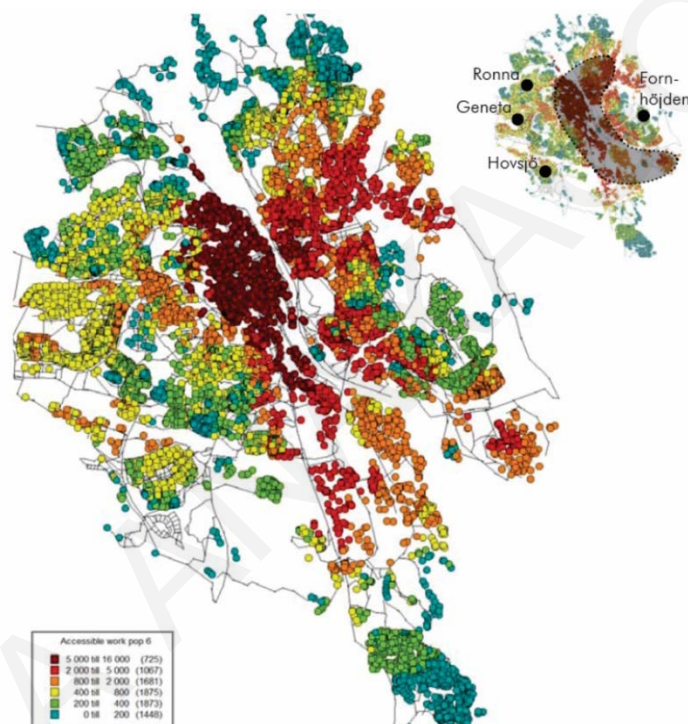 Ronna
Geneta
Hovsjö
Forn-
höjden
Accessible work pop 6
5 000 till 16 000 (725)
2 000 till 5 000 (1067)
800 till 2 000 (1681)
400 till 800 (1875)
200 till 400 (1873)
0 till 200 (1448)